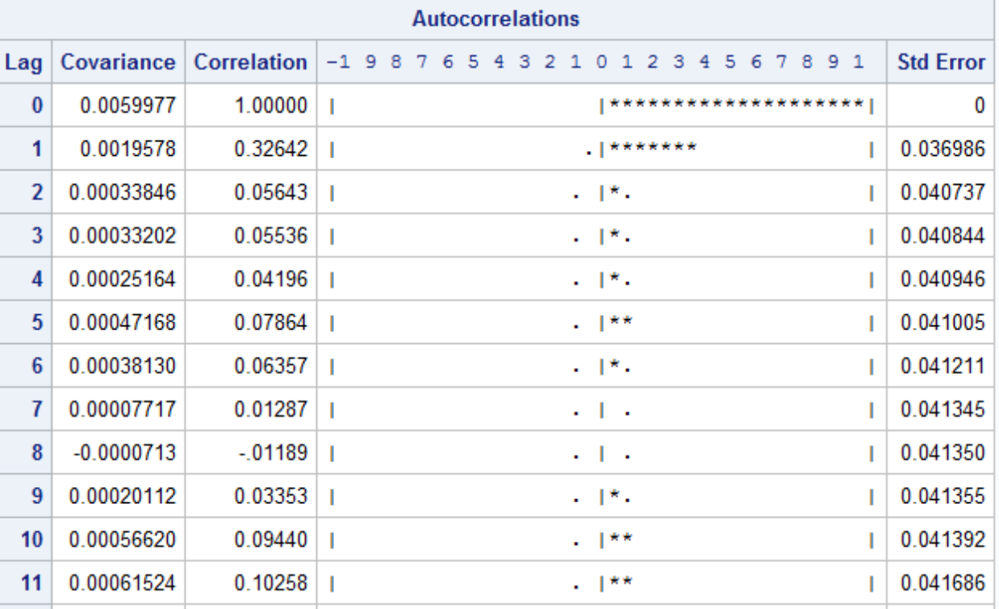 Autocorrelations
Lag Covariance Correlation -1 9 8 7 6 5 4 3 2 1 0 1 2 3 4 5 6 7 8 9 1 Std Error
0 0.0059977 1.00000 | |********************| 0
1 0.0019578 0.32642 | .|******* | 0.036986
2 0.00033846 0.05643 | . |*. | 0.040737
3 0.00033202 0.05536 | . |*. | 0.040844
4 0.00025164 0.04196 | . |*. | 0.040946
5 0.00047168 0.07864 | . |** | 0.041005
6 0.00038130 0.06357 | . |*. | 0.041211
7 0.00007717 0.01287 | . | . | 0.041345
8 -0.0000713 -.01189 | . | . | 0.041350
9 0.00020112 0.03353 | . |*. | 0.041355
10 0.00056620 0.09440 | . |** | 0.041392
11 0.00061524 0.10258 | . |** | 0.041686